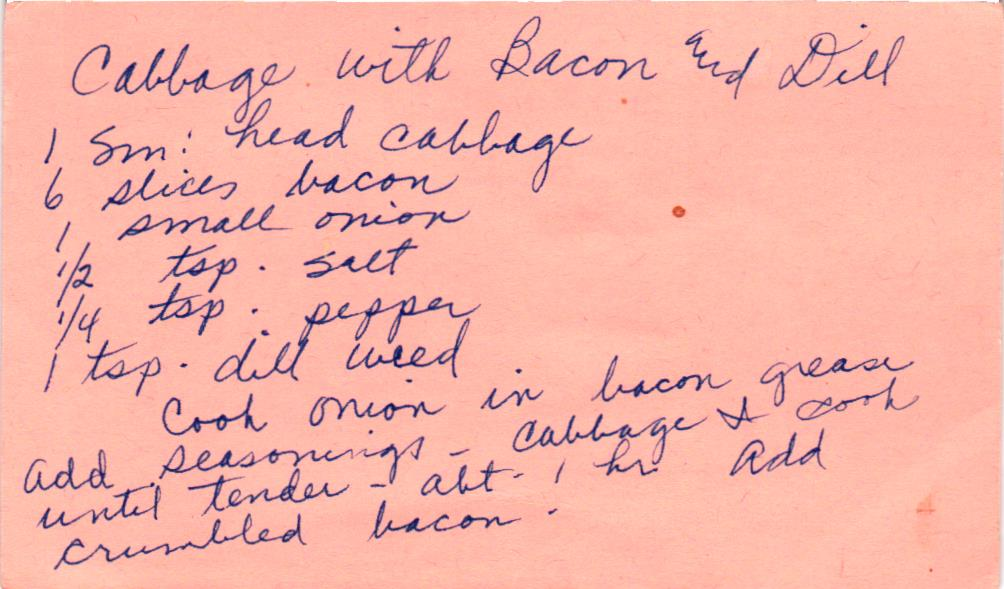 Cabbage with Bacon and Dill
1 sm. head cabbage
6 slices bacon
1 small onion
1/2 tsp. salt
1/4 tsp. pepper
1 tsp. dill weed
Cook onion in bacon grease
add seasonings - cabbage & cook
until tender - abt. 1 hr. Add
crumbled bacon.